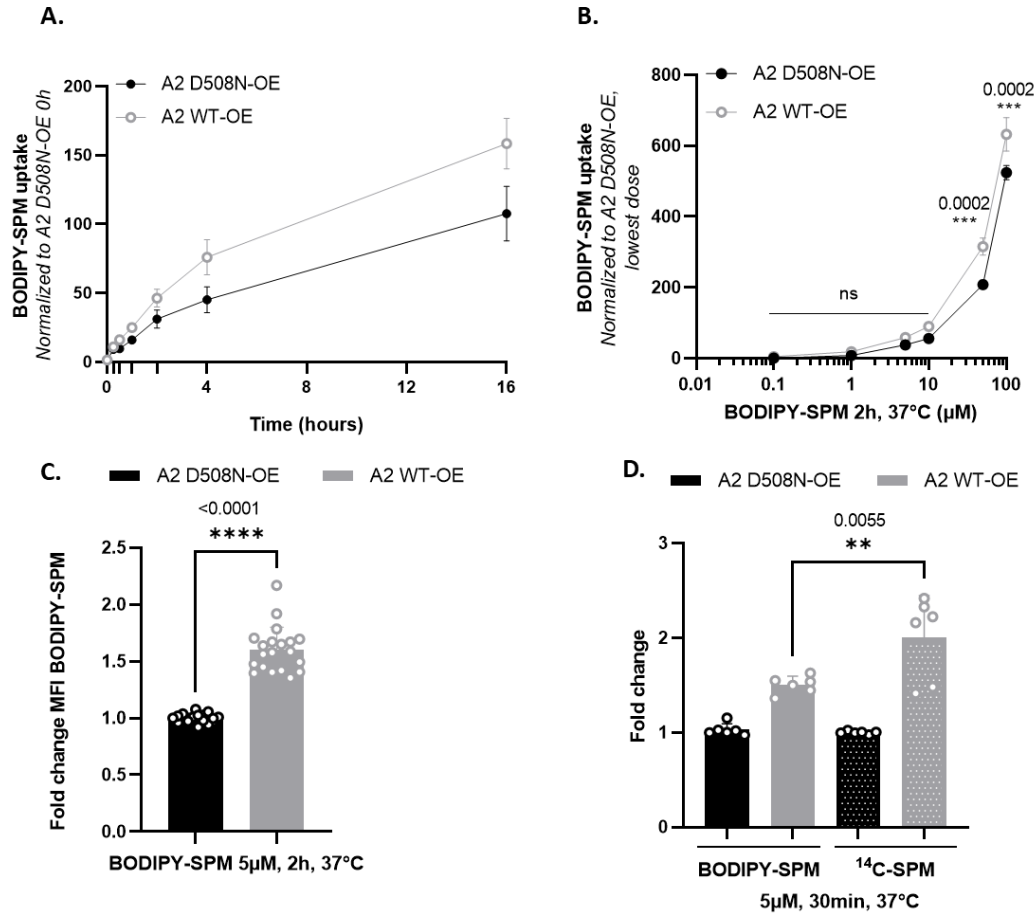 A.
A2 D508N-OE
A2 WT-OE
BODIPY-SPM uptake
Normalized to A2 D508N-OE 0h
200
150
100
50
0
0
4
8
12
16
Time (hours)
B.
A2 D508N-OE
A2 WT-OE
BODIPY-SPM uptake
Normalized to A2 D508N-OE,
lowest dose
800
600
400
200
0
0.0002
***
0.0002
***
ns
0.01
0.1
1
10
100
BODIPY-SPM 2h, 37°C (µM)
C.
A2 D508N-OE
A2 WT-OE
<0.0001
****
Fold change MFI BODIPY-SPM
2.5
2.0
1.5
1.0
0.5
0.0
BODIPY-SPM 5µM, 2h, 37°C
D.
A2 D508N-OE
A2 WT-OE
0.0055
**
Fold change
3
2
1
0
BODIPY-SPM
¹⁴C-SPM
5µM, 30min, 37°C